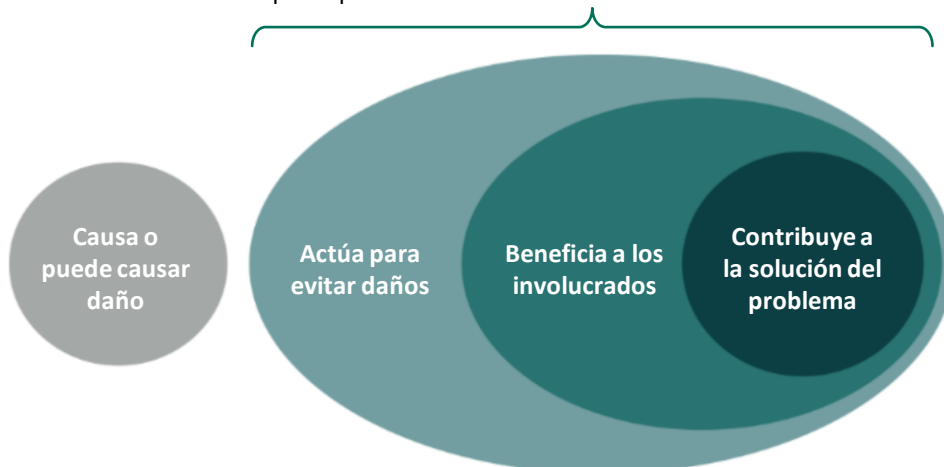 Causa o
puede causar
daño
Actúa para
evitar daños
Beneficia a los
involucrados
Contribuye a
la solución del
problema